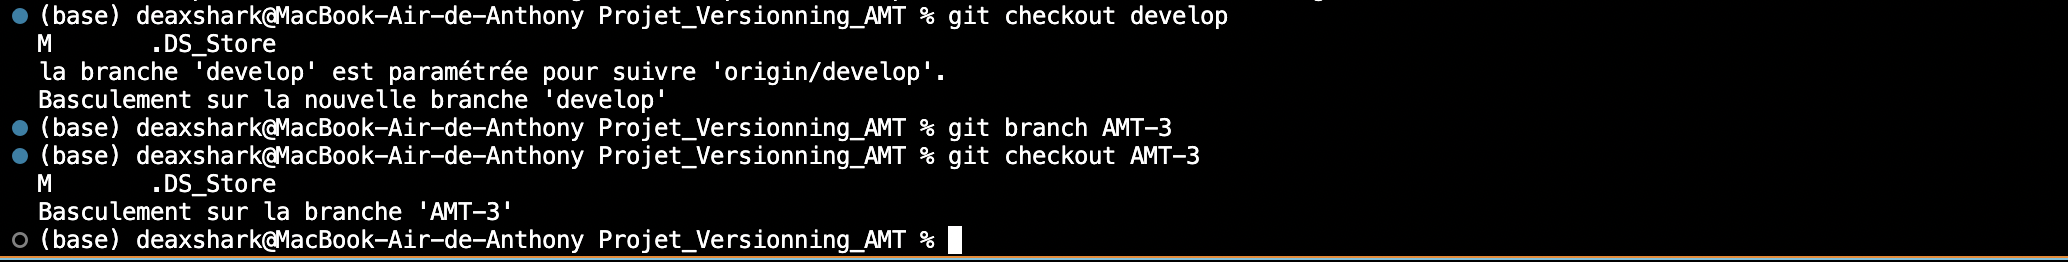 (base) deaxshark@MacBook-Air-de-Anthony Projet_Versionning_AMT % git checkout develop
M       .DS_Store
la branche 'develop' est paramétrée pour suivre 'origin/develop'.
Basculement sur la nouvelle branche 'develop'
(base) deaxshark@MacBook-Air-de-Anthony Projet_Versionning_AMT % git branch AMT-3
(base) deaxshark@MacBook-Air-de-Anthony Projet_Versionning_AMT % git checkout AMT-3
M       .DS_Store
Basculement sur la branche 'AMT-3'
(base) deaxshark@MacBook-Air-de-Anthony Projet_Versionning_AMT %